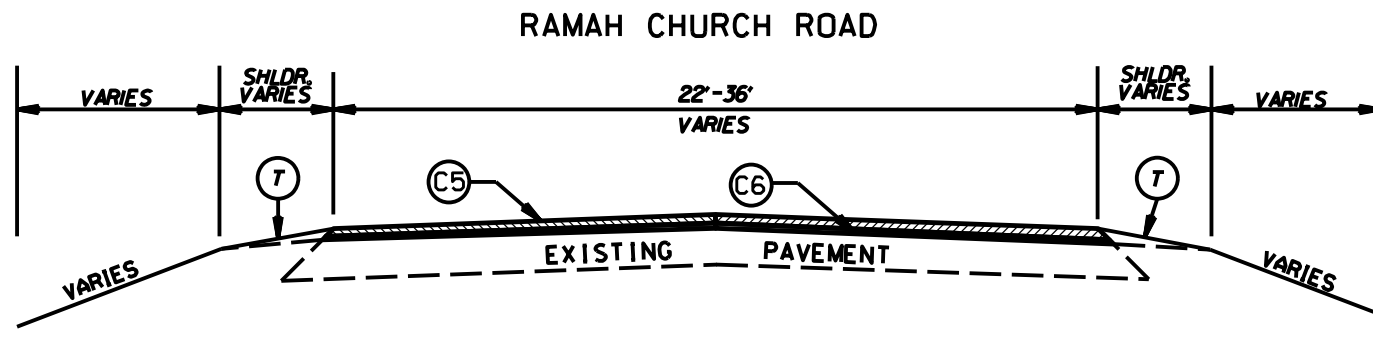 RAMAH CHURCH ROAD
VARIES
SHLDR.
VARIES
22'-36'
VARIES
SHLDR.
VARIES
VARIES
T
C5
C6
T
EXISTING PAVEMENT
VARIES
VARIES